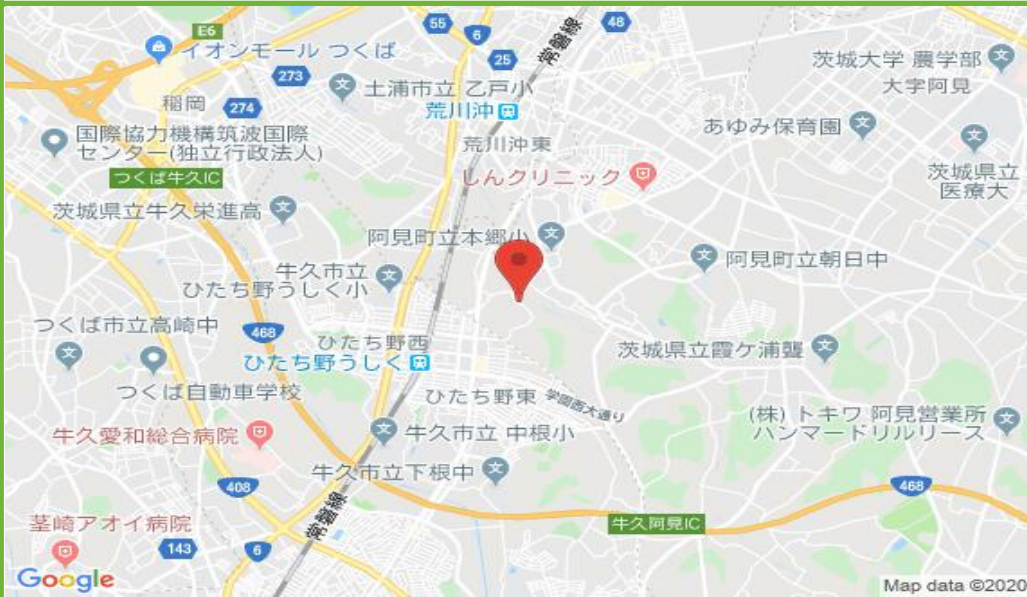 E6
55
6
25
常磐線
48
イオンモール つくば
茨城大学 農学部
大字阿見
273
土浦市立 乙戸小
稲岡
274
荒川沖
荒川沖東
あゆみ保育園
国際協力機構筑波国際
センター(独立行政法人)
しんクリニック
茨城県立
医療大
つくば牛久IC
茨城県立牛久栄進高
阿見町立本郷小
阿見町立朝日中
牛久市立
ひたち野うしく小
つくば市立高崎中
468
ひたち野西
ひたち野うしく
茨城県立霞ケ浦聾
つくば自動車学校
ひたち野東
学園西大通り
(株) トキワ 阿見営業所
ハンマードリルリース
牛久愛和総合病院
牛久市立 中根小
牛久市立下根中
408
468
茎崎アオイ病院
常磐線
牛久阿見IC
143
6
Google
Map data ©2020